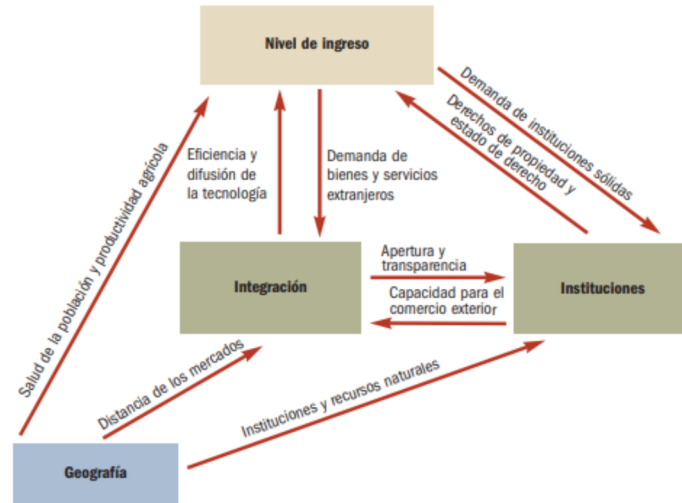 Nivel de ingreso
Demanda de instituciones sólidas
Derechos de propiedad y
estado de derecho
Salud de la población y productividad agrícola
Eficiencia y
difusión de
la tecnología
Demanda de
bienes y servicios
extranjeros
Integración
Apertura y
transparencia
Capacidad para el
comercio exterior
Instituciones
Distancia de los mercados
Instituciones y recursos naturales
Geografía